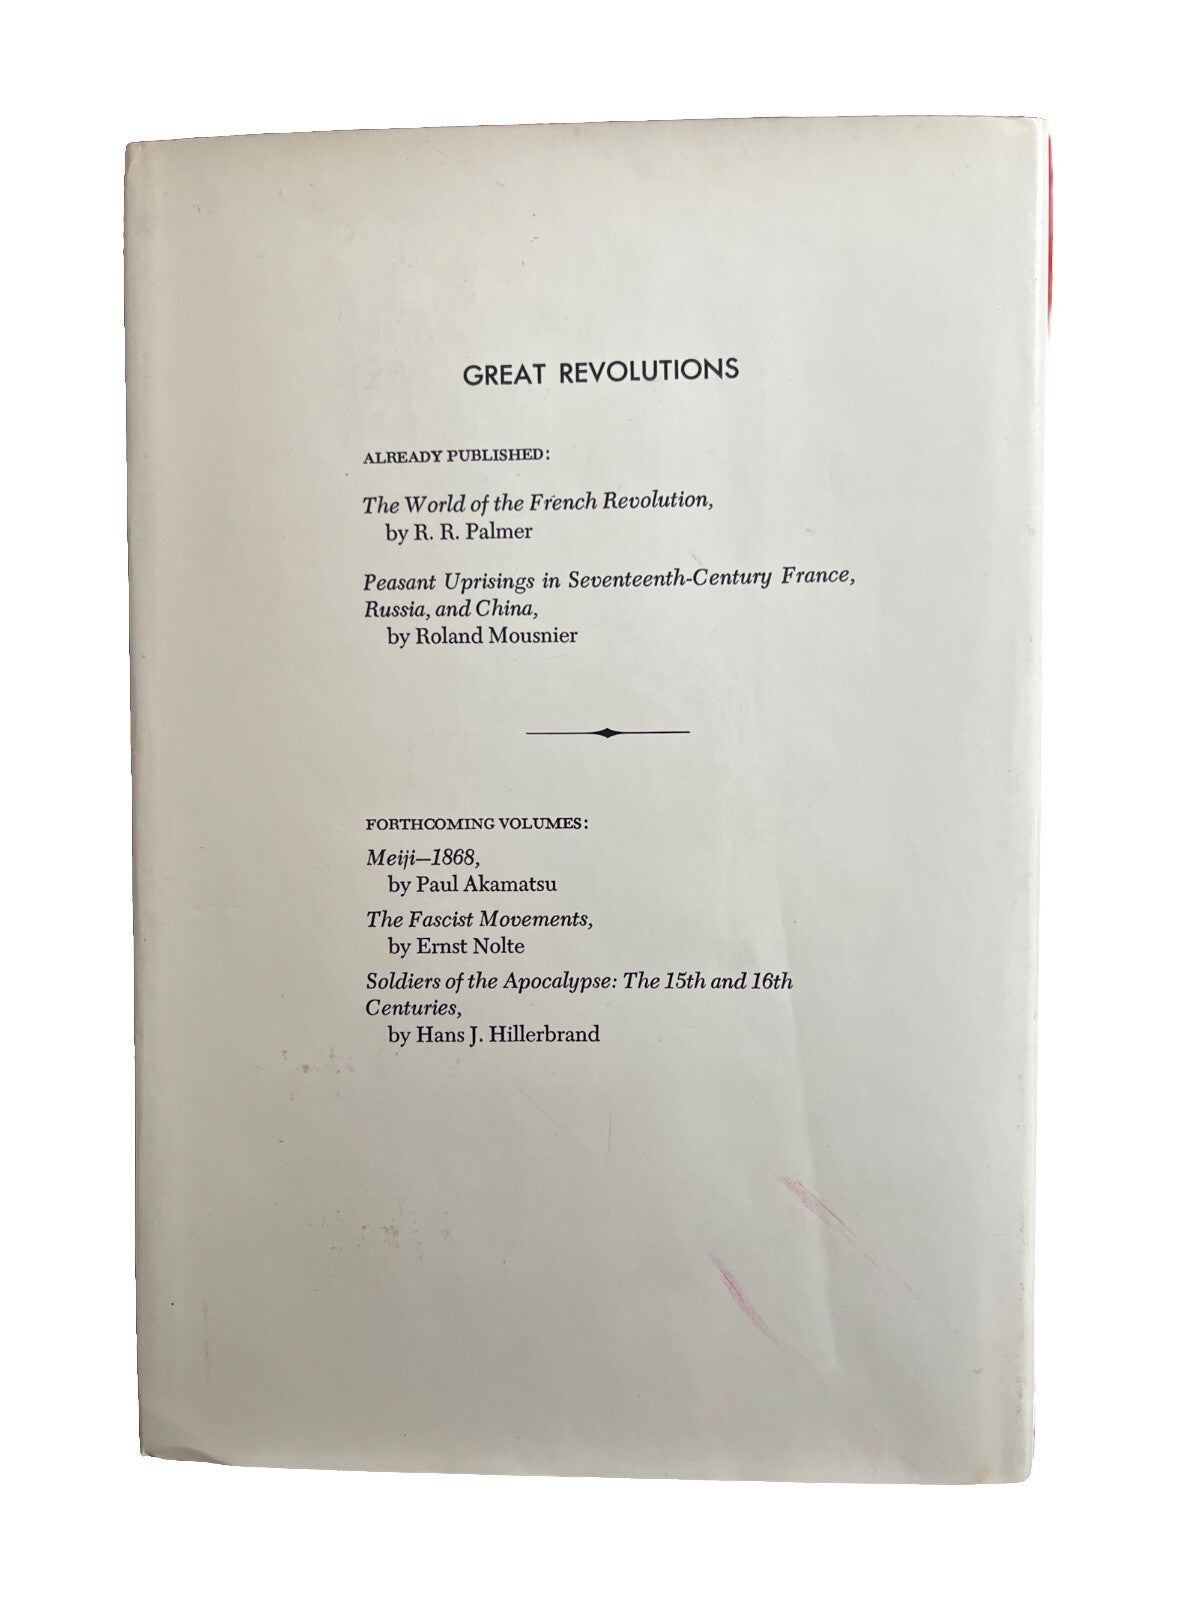 GREAT REVOLUTIONS
ALREADY PUBLISHED:
The World of the French Revolution,
by R. R. Palmer
Peasant Uprisings in Seventeenth-Century France,
Russia, and China,
by Roland Mousnier
FORTHCOMING VOLUMES:
Meiji—1868,
by Paul Akamatsu
The Fascist Movements,
by Ernst Nolte
Soldiers of the Apocalypse: The 15th and 16th
Centuries,
by Hans J. Hillerbrand